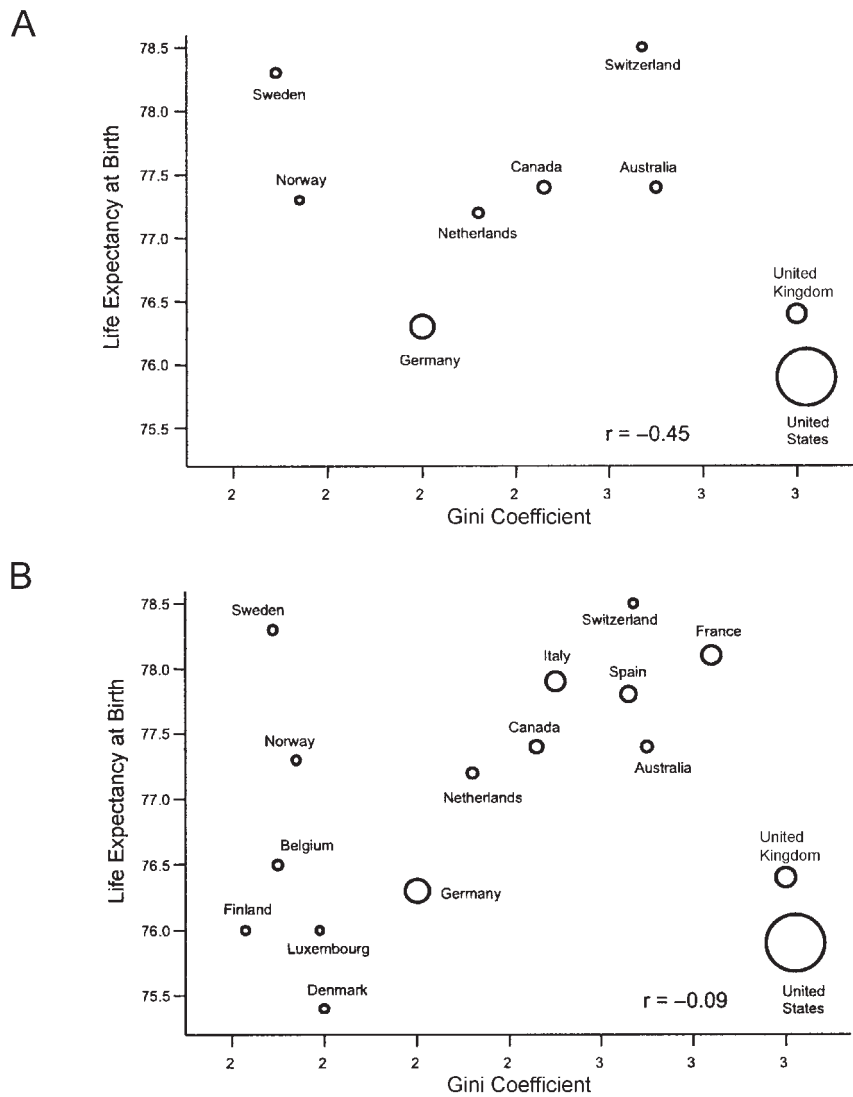 A
78.5
78.0
77.5
77.0
76.5
76.0
75.5
Life Expectancy at Birth
Sweden
Switzerland
Norway
Canada
Australia
Netherlands
United
Kingdom
Germany
United
States
r = –0.45
2 2 2 2 3 3 3
Gini Coefficient
B
78.5
78.0
77.5
77.0
76.5
76.0
75.5
Life Expectancy at Birth
Sweden
Switzerland
France
Italy
Spain
Norway
Canada
Australia
Netherlands
Belgium
United
Kingdom
Germany
Finland
Luxembourg
Denmark
United
States
r = –0.09
2 2 2 2 3 3 3
Gini Coefficient